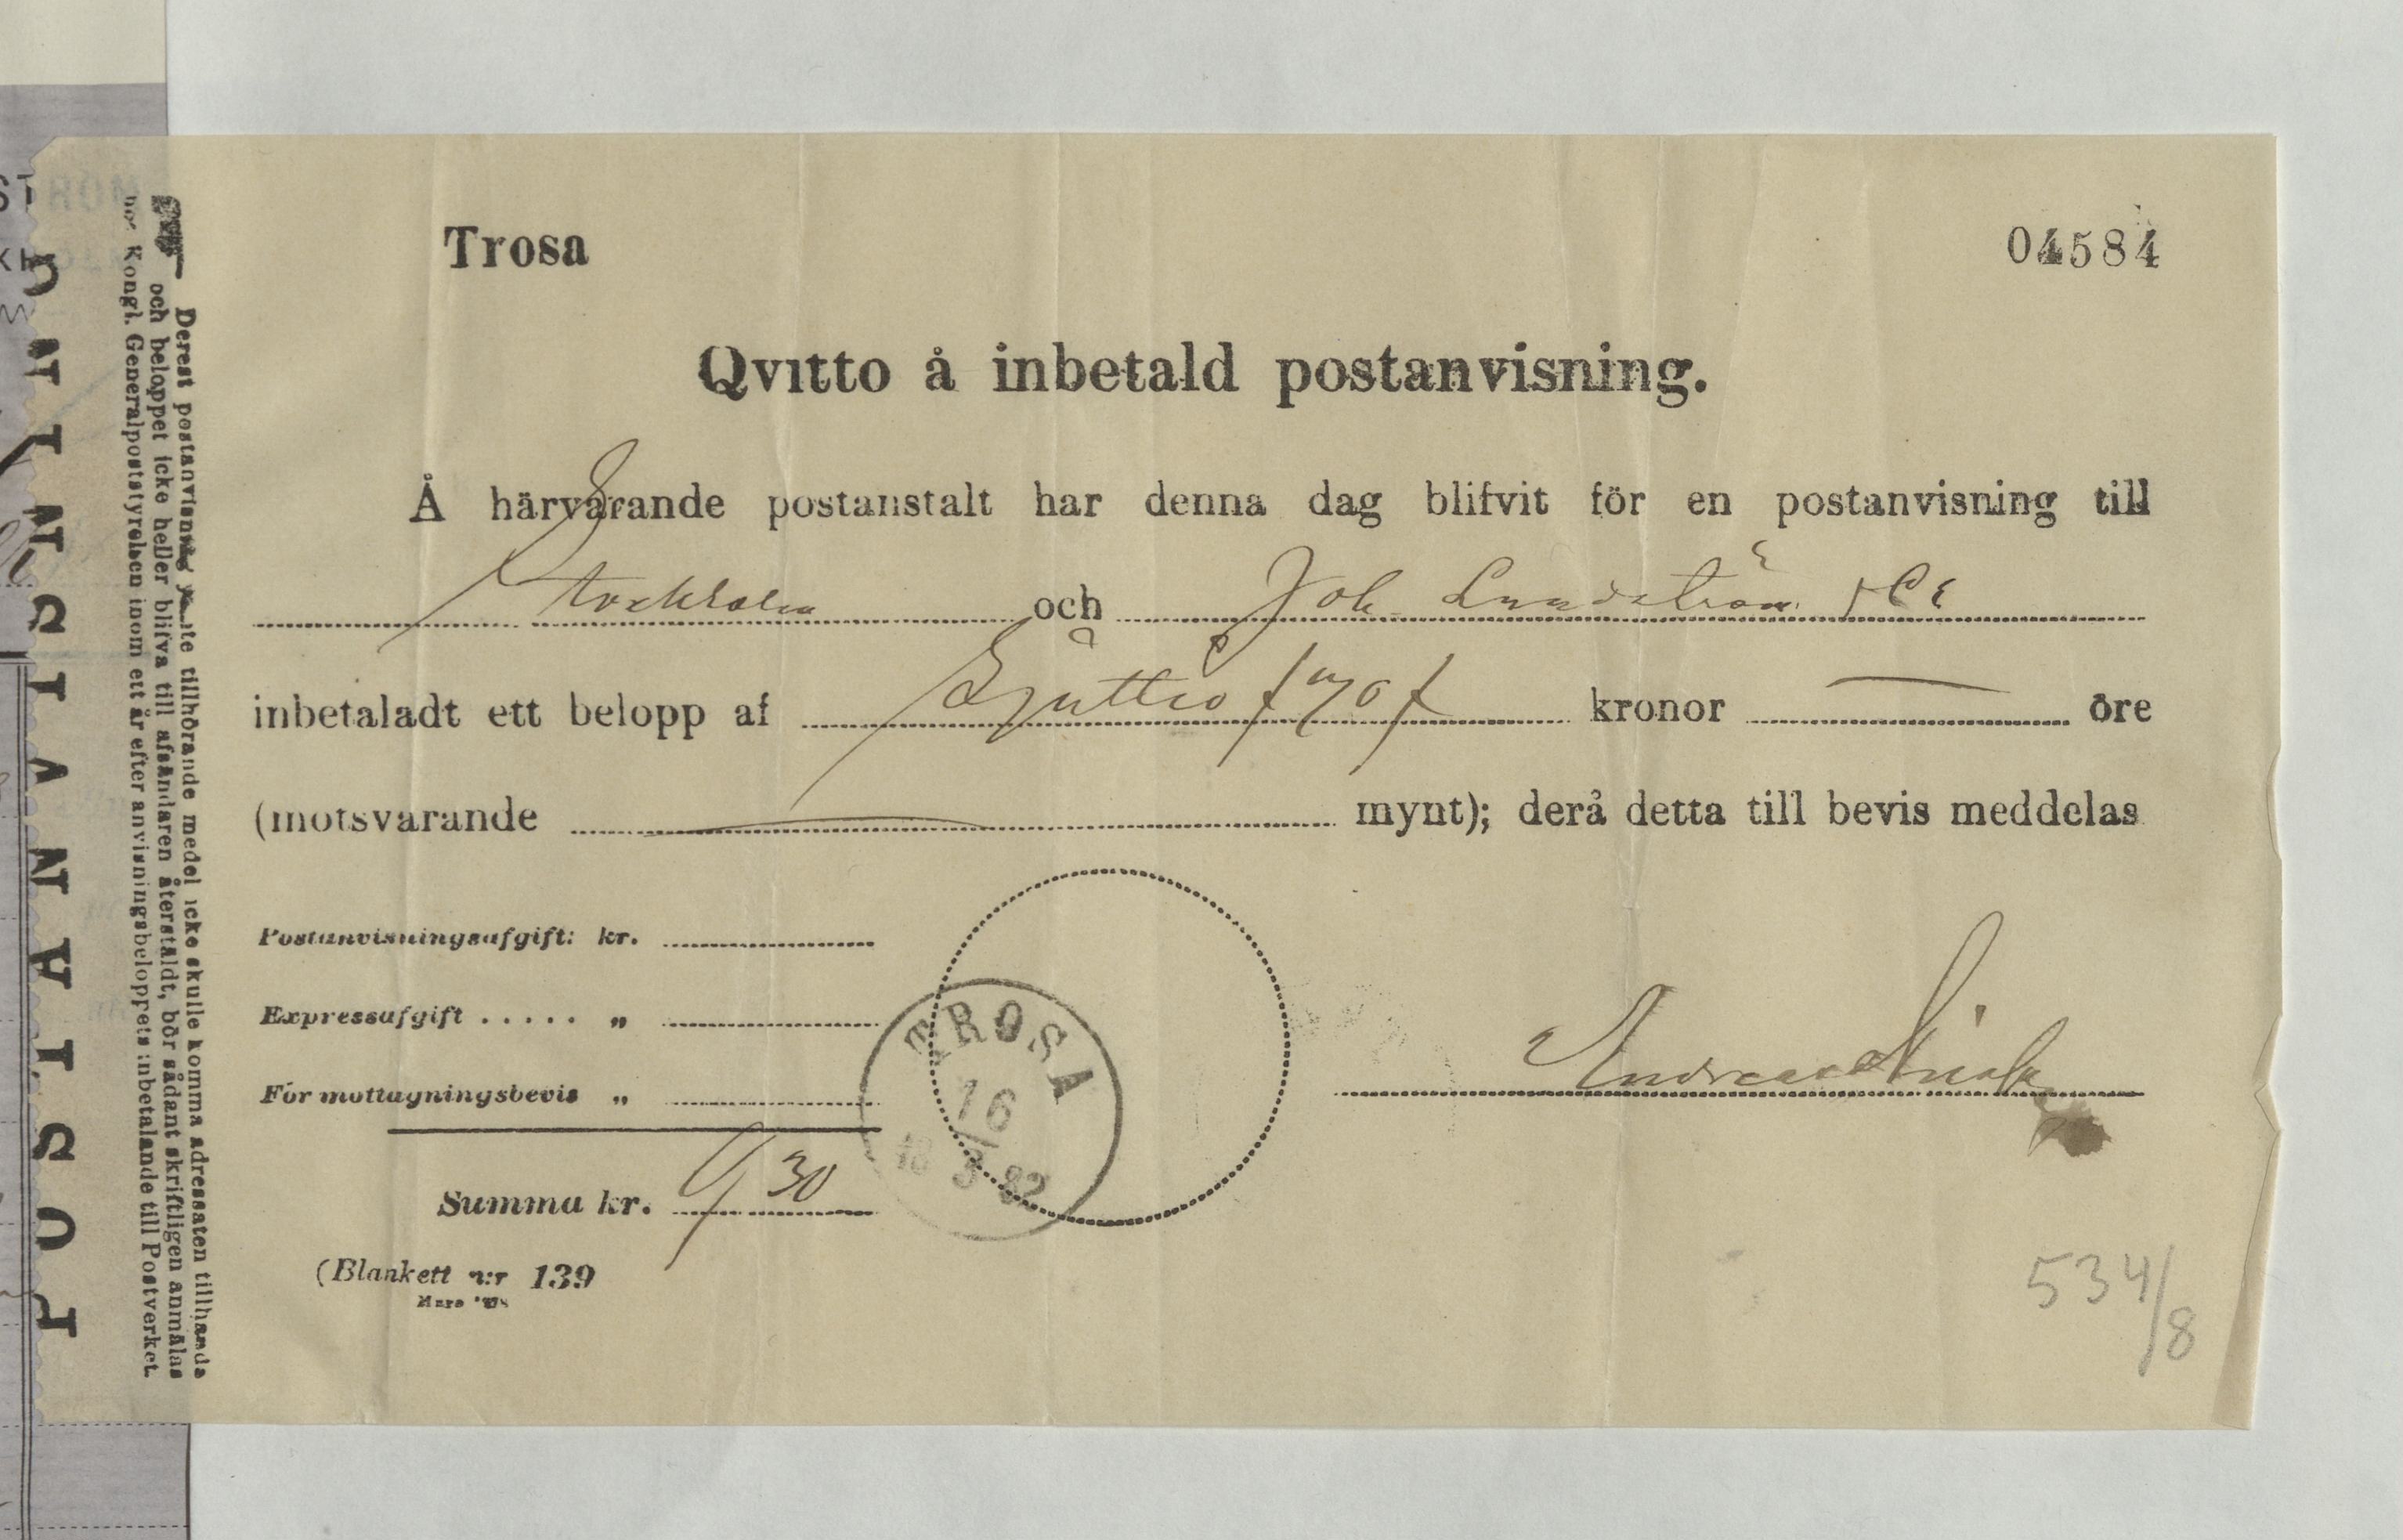 Trosa 04584
Qvitto å inbetald postanvisning.
Å härvarande postanstalt har denna dag blifvit för en postanvisning till
Stockholm och Joh. Lundström & Co
inbetaladt ett belopp af Sjuttio / 70 / kronor — öre
(motsvarande — mynt); derå detta till bevis meddelas
Postanvisningsafgift: kr.
Expressafgift . . . . . „
För mottagningsbevis „
Summa kr. 30
(Blankett n:r 139
Mars
TROSA
16
3
18 82
Andreas
534/8
Derest postanvisning tillhörande medel icke skulle komma adressaten tillhanda
och beloppet icke heller blifva till afsändaren återstäldt, bör sådant skriftligen anmälas
hos Kongl. Generalpoststyrelsen inom ett år efter anvisningsbeloppets inbetalande till Postverket.
POSTANVISNING